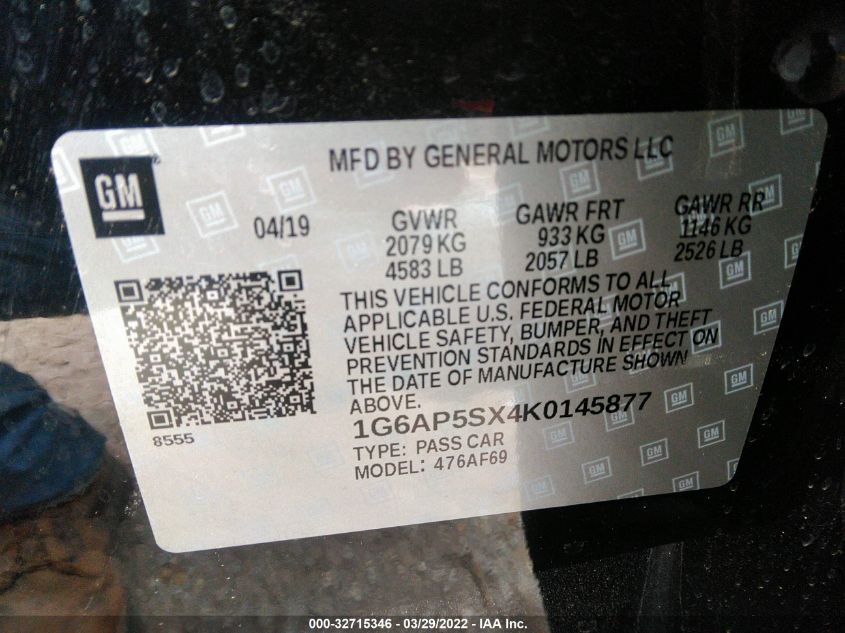 MFD BY GENERAL MOTORS LLC
GM
04/19
GVWR
2079 KG
4583 LB
GAWR FRT
933 KG
2057 LB
GAWR RR
1146 KG
2526 LB
THIS VEHICLE CONFORMS TO ALL
APPLICABLE U.S. FEDERAL MOTOR
VEHICLE SAFETY, BUMPER, AND THEFT
PREVENTION STANDARDS IN EFFECT ON
THE DATE OF MANUFACTURE SHOWN
ABOVE.
1G6AP5SX4K0145877
TYPE: PASS CAR
MODEL: 476AF69
8555
000-32715346 - 03/29/2022 - IAA Inc.